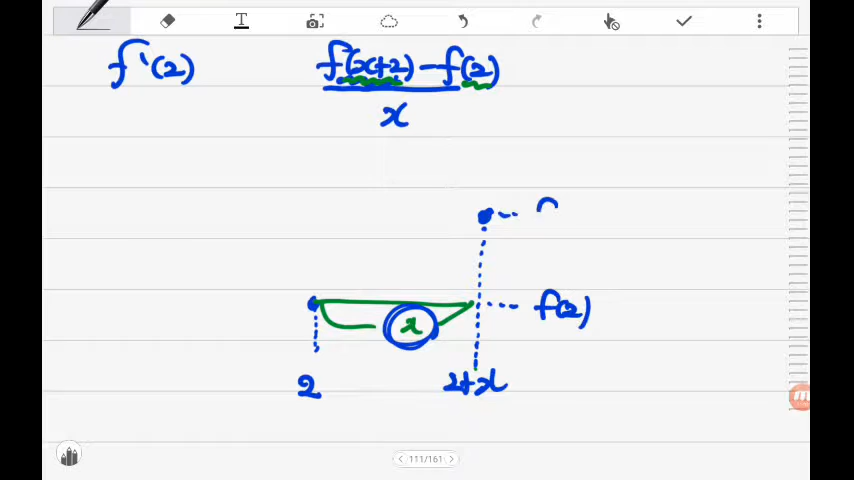 T
f'(2) f(x+2)-f(2)
x
f(2)
x
2 2+x
111/161